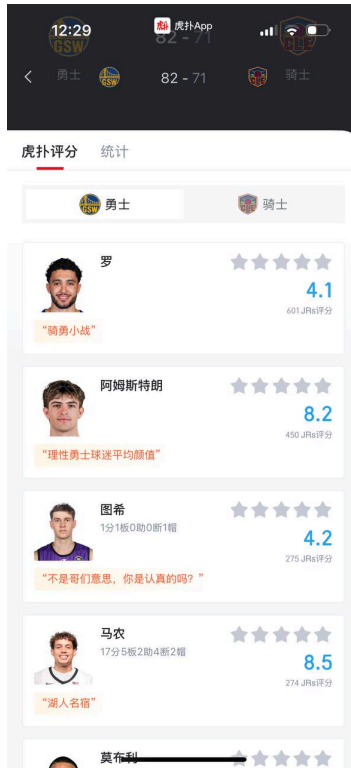 12:29
虎扑 虎扑App
82 - 71
GSW
CLE
勇士 82 - 71 骑士
虎扑评分 统计
GSW 勇士 骑士
罗
4.1
601 JRs评分
“骑勇小战”
阿姆斯特朗
8.2
450 JRs评分
“理性勇士球迷平均颜值”
图希
1分1板0助0断1帽
4.2
275 JRs评分
“不是哥们意思，你是认真的吗？”
马农
17分5板2助4断2帽
8.5
274 JRs评分
“湖人名宿”
莫布利